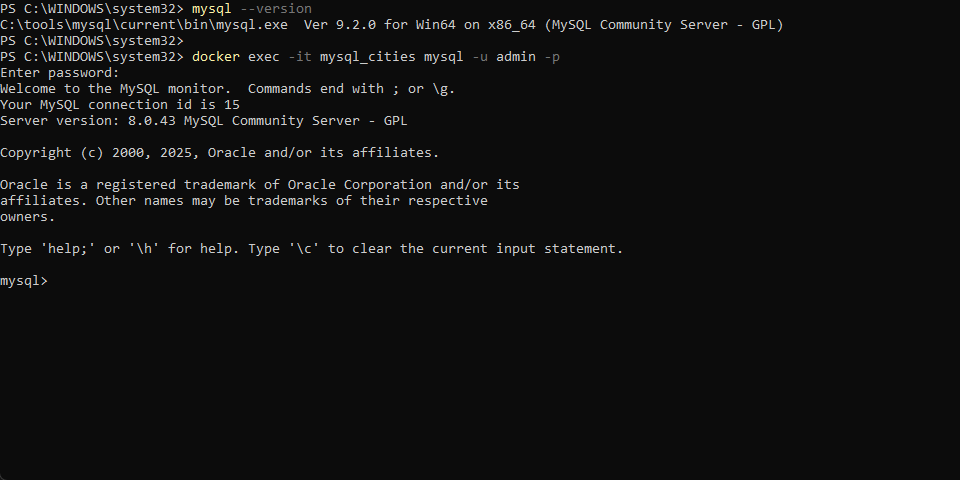 PS C:\WINDOWS\system32> mysql --version
C:\tools\mysql\current\bin\mysql.exe  Ver 9.2.0 for Win64 on x86_64 (MySQL Community Server - GPL)
PS C:\WINDOWS\system32>
PS C:\WINDOWS\system32> docker exec -it mysql_cities mysql -u admin -p
Enter password:
Welcome to the MySQL monitor.  Commands end with ; or \g.
Your MySQL connection id is 15
Server version: 8.0.43 MySQL Community Server - GPL

Copyright (c) 2000, 2025, Oracle and/or its affiliates.

Oracle is a registered trademark of Oracle Corporation and/or its
affiliates. Other names may be trademarks of their respective
owners.

Type 'help;' or '\h' for help. Type '\c' to clear the current input statement.

mysql>